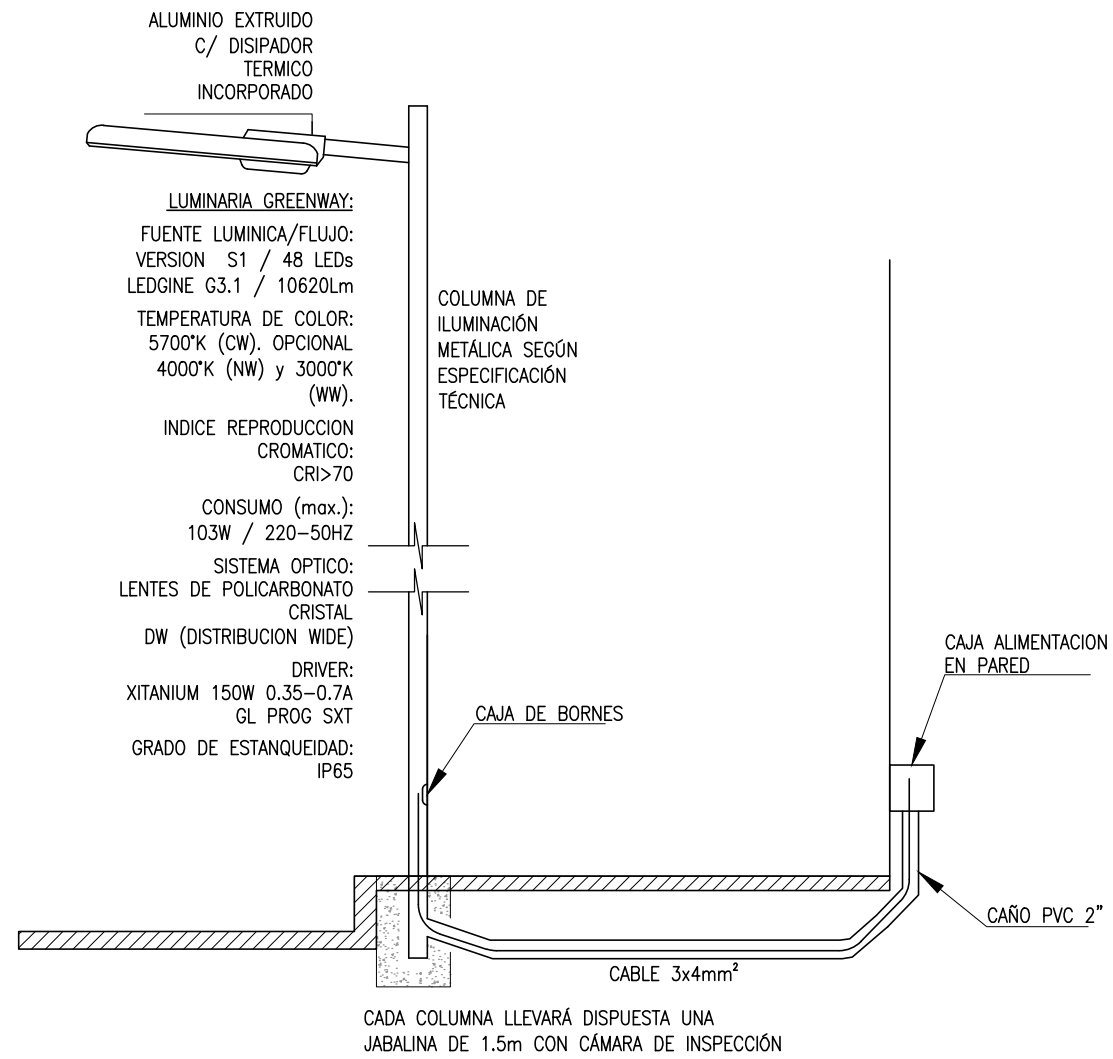 ALUMINIO EXTRUIDO
C/ DISIPADOR
TERMICO
INCORPORADO
LUMINARIA GREENWAY:
FUENTE LUMINICA/FLUJO:
VERSION S1 / 48 LEDs
LEDGINE G3.1 / 10620Lm
TEMPERATURA DE COLOR:
5700°K (CW). OPCIONAL
4000°K (NW) y 3000°K
(WW).
INDICE REPRODUCCION
CROMATICO:
CRI>70
CONSUMO (max.):
103W / 220-50HZ
SISTEMA OPTICO:
LENTES DE POLICARBONATO
CRISTAL
DW (DISTRIBUCION WIDE)
DRIVER:
XITANIUM 150W 0.35-0.7A
GL PROG SXT
GRADO DE ESTANQUEIDAD:
IP65
COLUMNA DE
ILUMINACIÓN
METÁLICA SEGÚN
ESPECIFICACIÓN
TÉCNICA
CAJA DE BORNES
CAJA ALIMENTACION
EN PARED
CAÑO PVC 2"
CABLE 3x4mm²
CADA COLUMNA LLEVARÁ DISPUESTA UNA
JABALINA DE 1.5m CON CÁMARA DE INSPECCIÓN